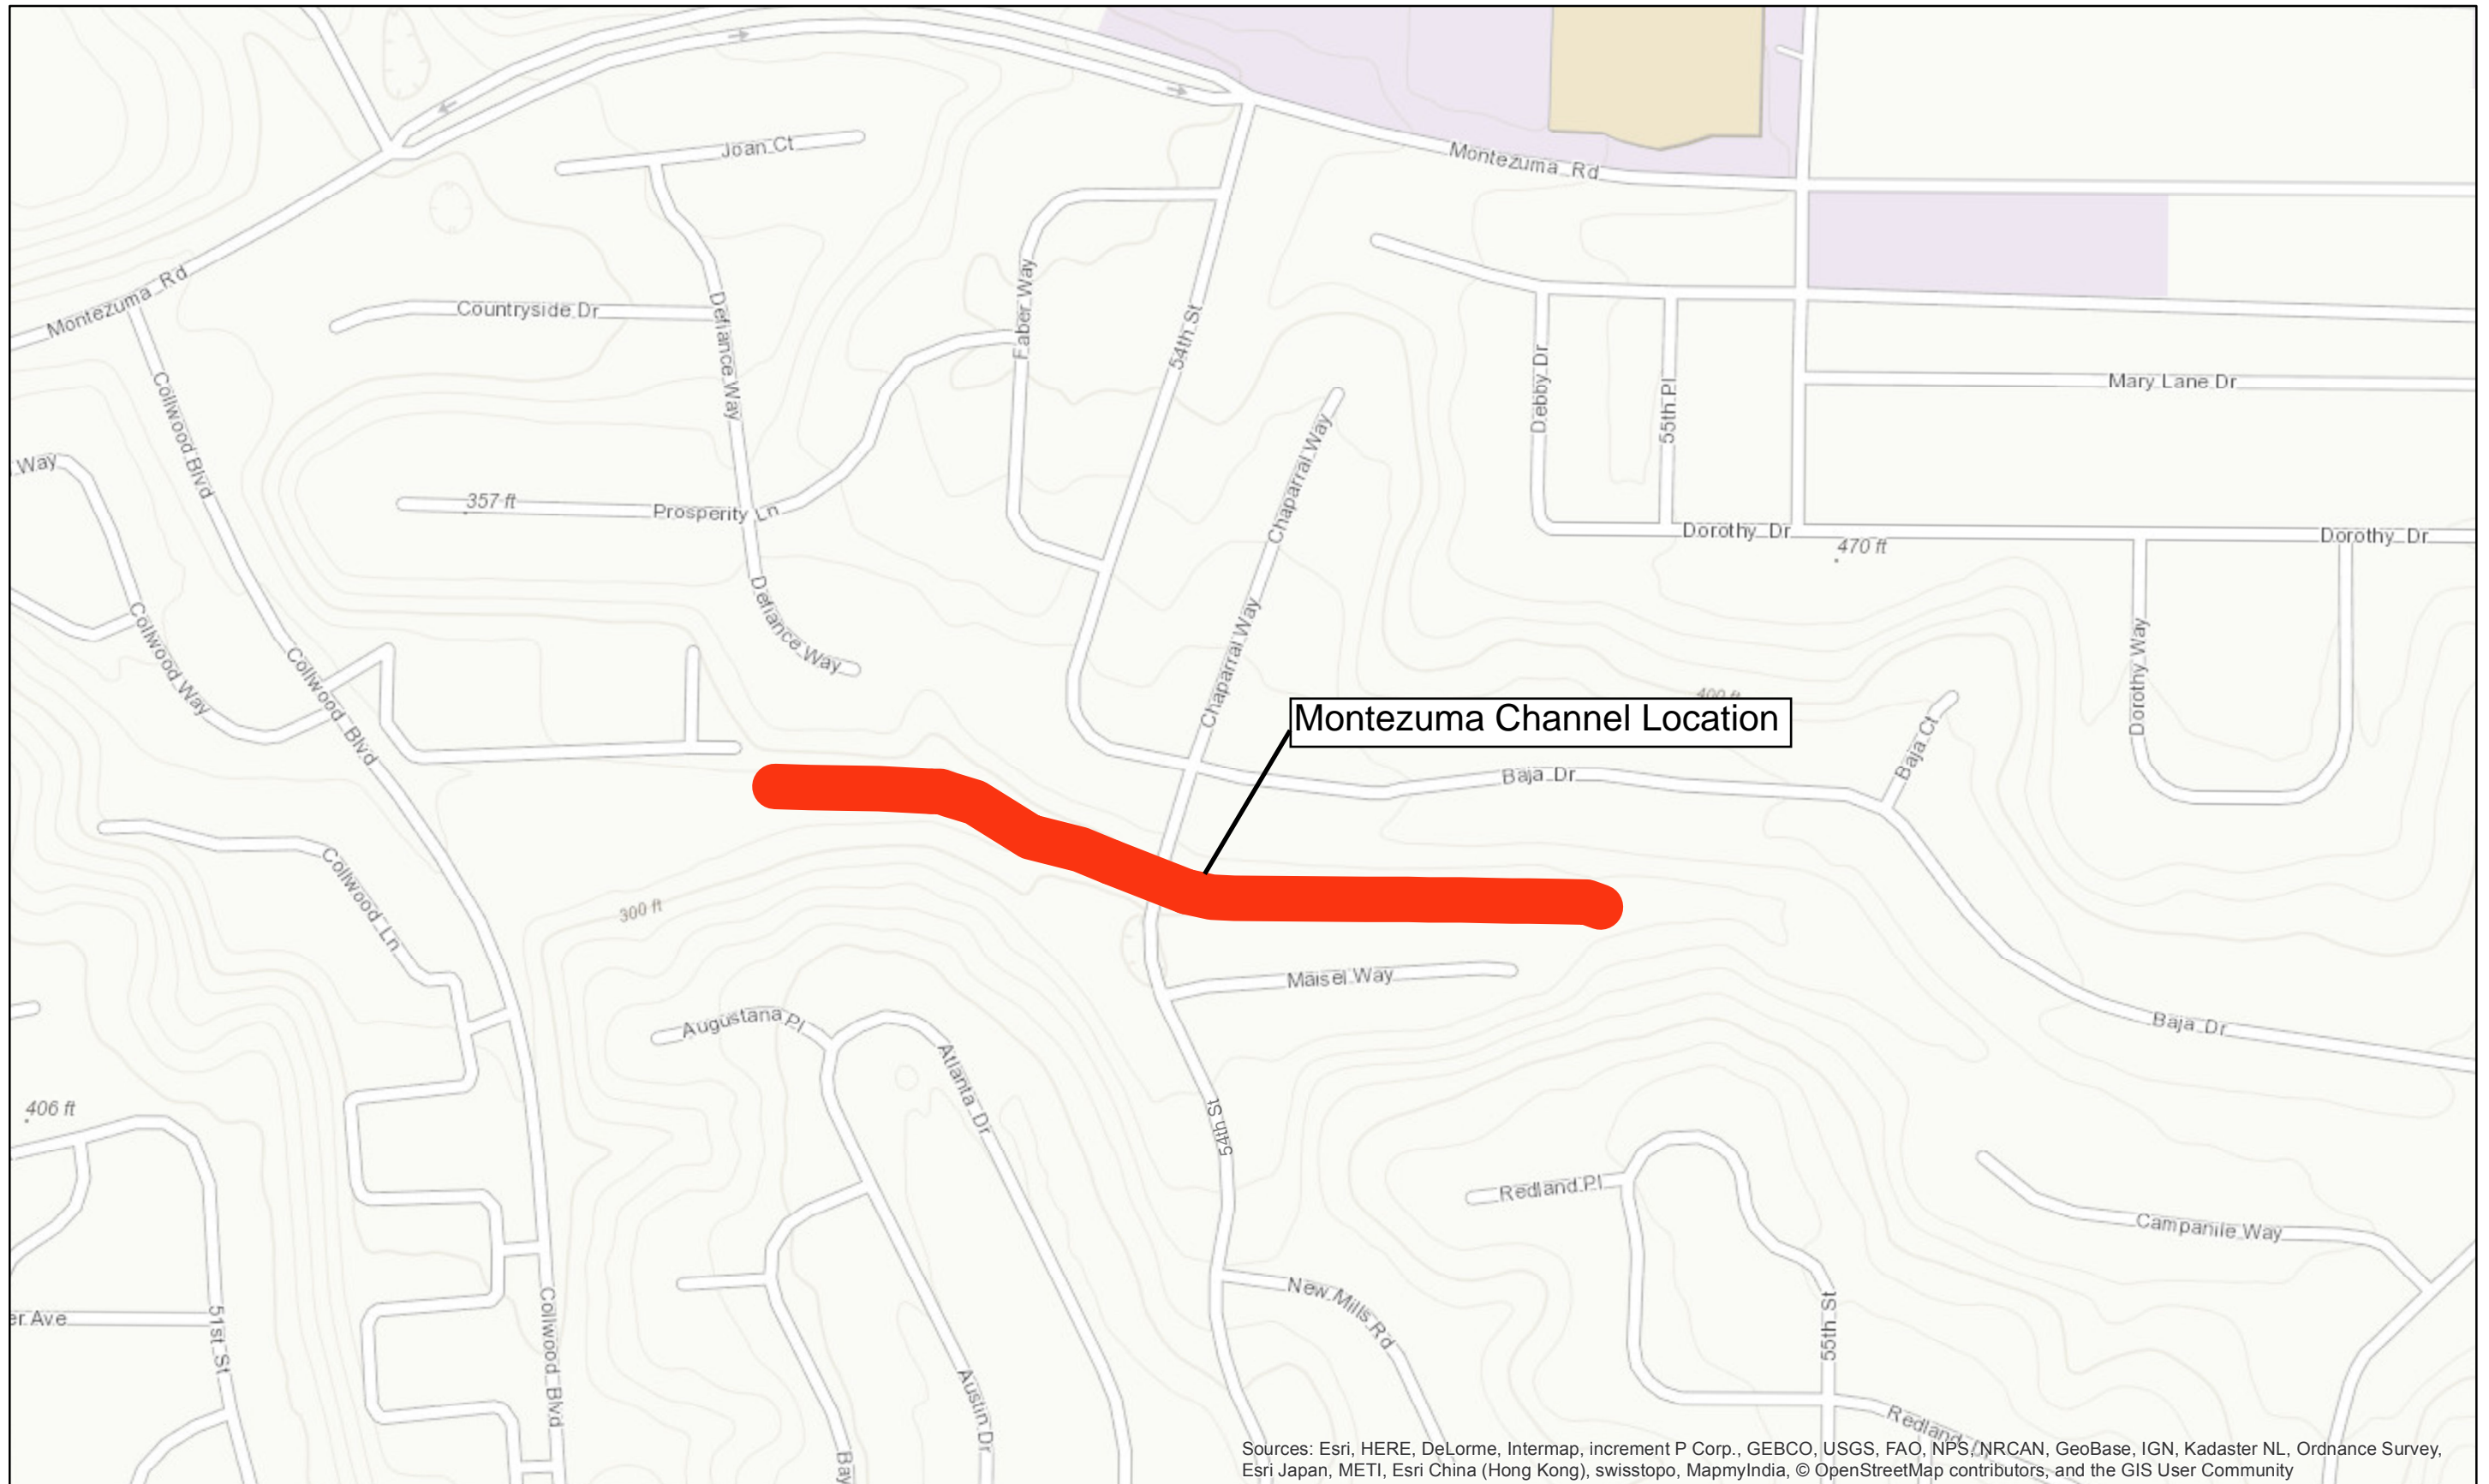 Joan Ct
Montezuma Rd
Montezuma Rd
Countryside Dr
Defiance Way
Faber Way
54th St
Debby Dr
55th Pl
Mary Lane Dr
Collwood Blvd
Way
357 ft
Prosperity Ln
Chaparral Way
Dorothy Dr
Dorothy Dr
470 ft
Defiance Way
Collwood Way
Collwood Blvd
Chaparral Way
Dorothy Way
400 ft
Montezuma Channel Location
Baja Ct
Baja Dr
Collwood Ln
300 ft
Maisel Way
Augustana Pl
Atlanta Dr
Baja Dr
406 ft
54th St
Redland Pl
Campanile Way
New Mills Rd
er Ave
51st St
Collwood Blvd
55th St
Austin Dr
Bay
Redland Dr
Sources: Esri, HERE, DeLorme, Intermap, increment P Corp., GEBCO, USGS, FAO, NPS, NRCAN, GeoBase, IGN, Kadaster NL, Ordnance Survey,
Esri Japan, METI, Esri China (Hong Kong), swisstopo, MapmyIndia, © OpenStreetMap contributors, and the GIS User Community